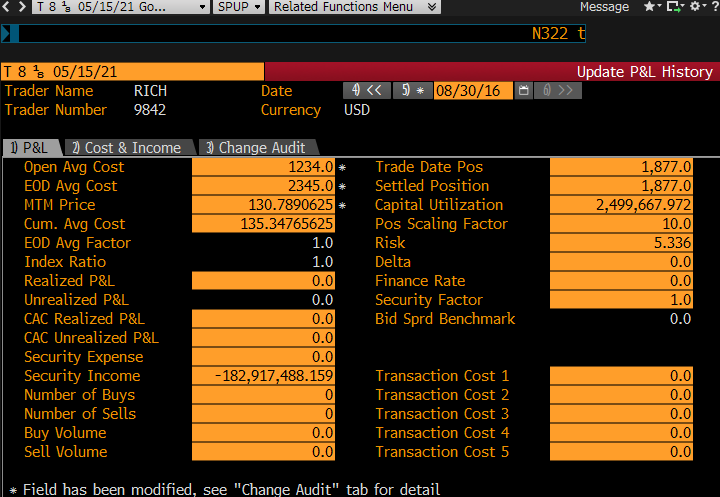 T 8 ⅛ 05/15/21 Go... SPUP Related Functions Menu Message
N322 t
T 8 ⅛ 05/15/21 Update P&L History
Trader Name RICH Date 4) << 5) * 08/30/16 6) >>
Trader Number 9842 Currency USD
1) P&L 2) Cost & Income 3) Change Audit
Open Avg Cost 1234.0 * Trade Date Pos 1,877.0
EOD Avg Cost 2345.0 * Settled Position 1,877.0
MTM Price 130.7890625 * Capital Utilization 2,499,667.972
Cum. Avg Cost 135.34765625 Pos Scaling Factor 10.0
EOD Avg Factor 1.0 Risk 5.336
Index Ratio 1.0 Delta 0.0
Realized P&L 0.0 Finance Rate 0.0
Unrealized P&L 0.0 Security Factor 1.0
CAC Realized P&L 0.0 Bid Sprd Benchmark 0.0
CAC Unrealized P&L 0.0
Security Expense 0.0
Security Income -182,917,488.159 Transaction Cost 1 0.0
Number of Buys 0 Transaction Cost 2 0.0
Number of Sells 0 Transaction Cost 3 0.0
Buy Volume 0.0 Transaction Cost 4 0.0
Sell Volume 0.0 Transaction Cost 5 0.0
* Field has been modified, see "Change Audit" tab for detail